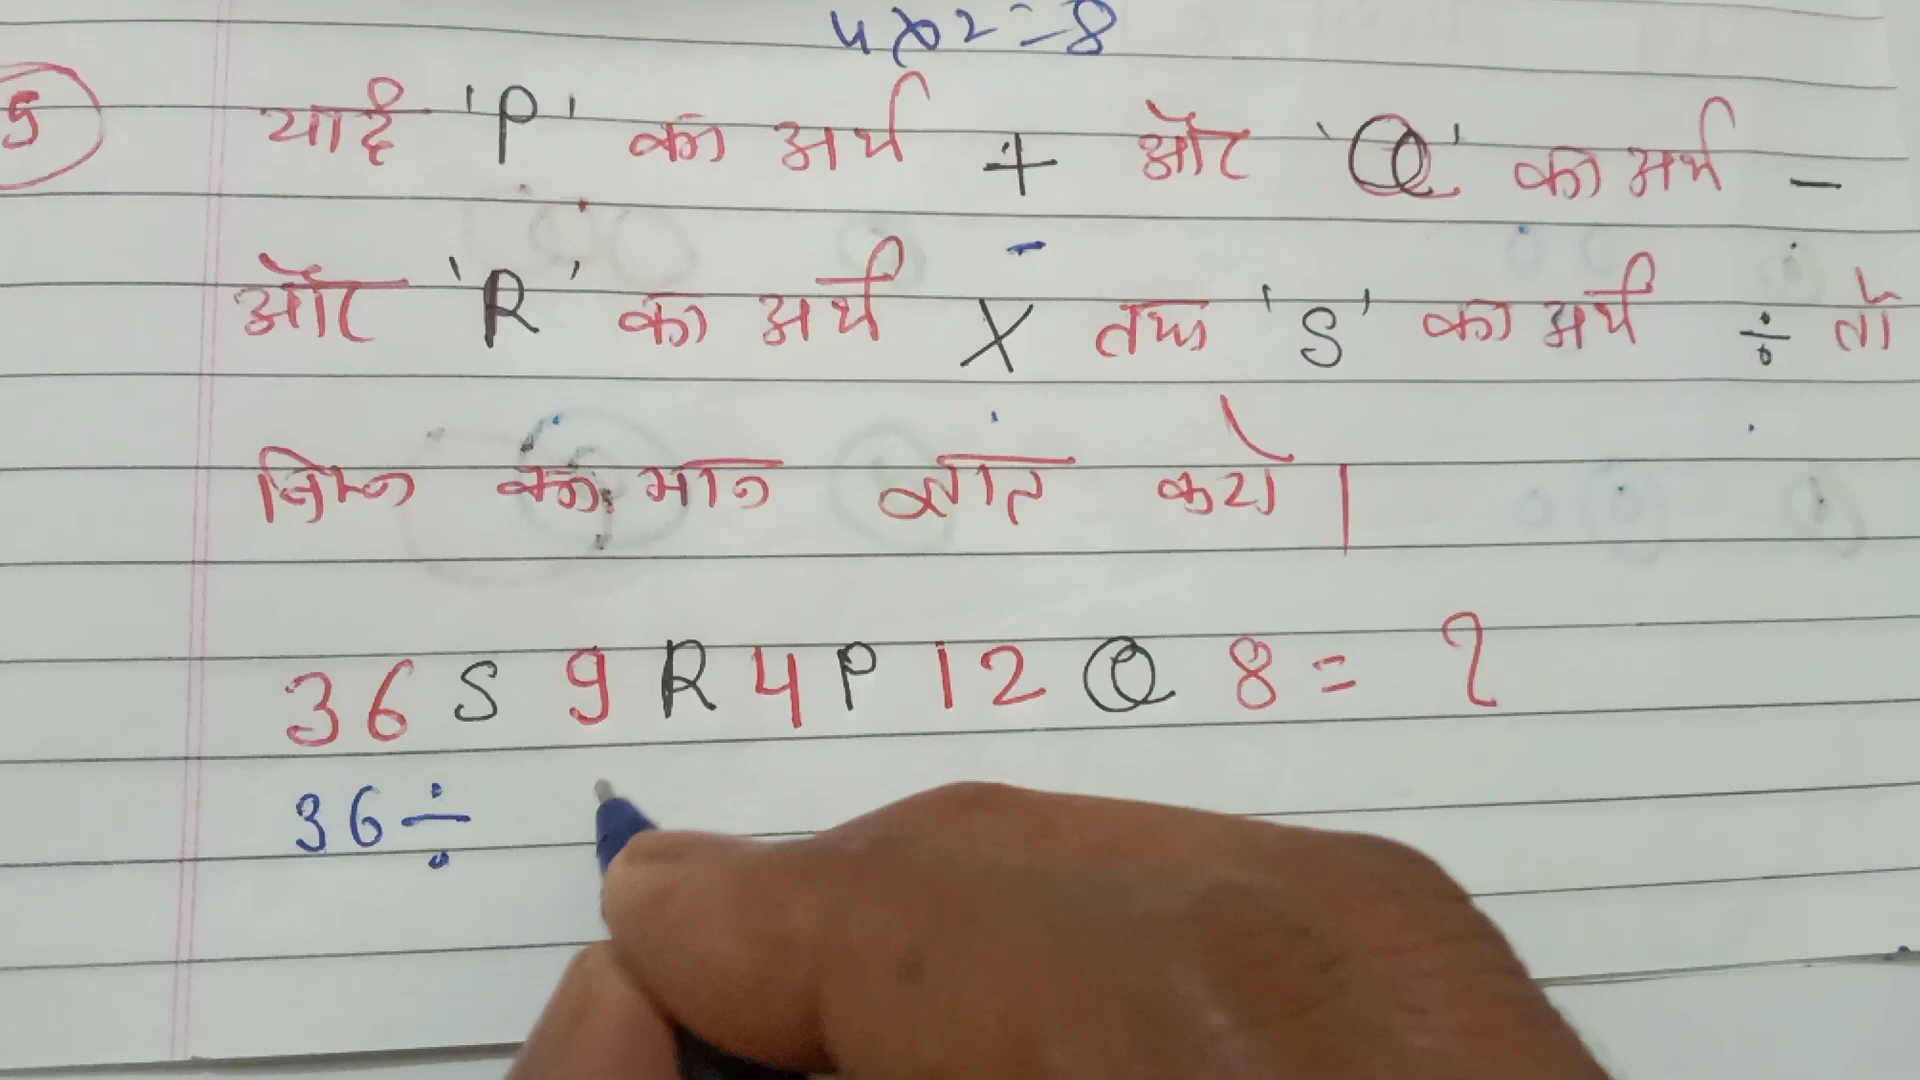 4×2=8
5 यदि 'P' का अर्थ + और 'Q' का अर्थ -
और 'R' का अर्थ × तथा 'S' का अर्थ ÷ तो
निम्न का मान ज्ञात करो।
36 S 9 R 4 P 12 Q 8 = ?
36 ÷